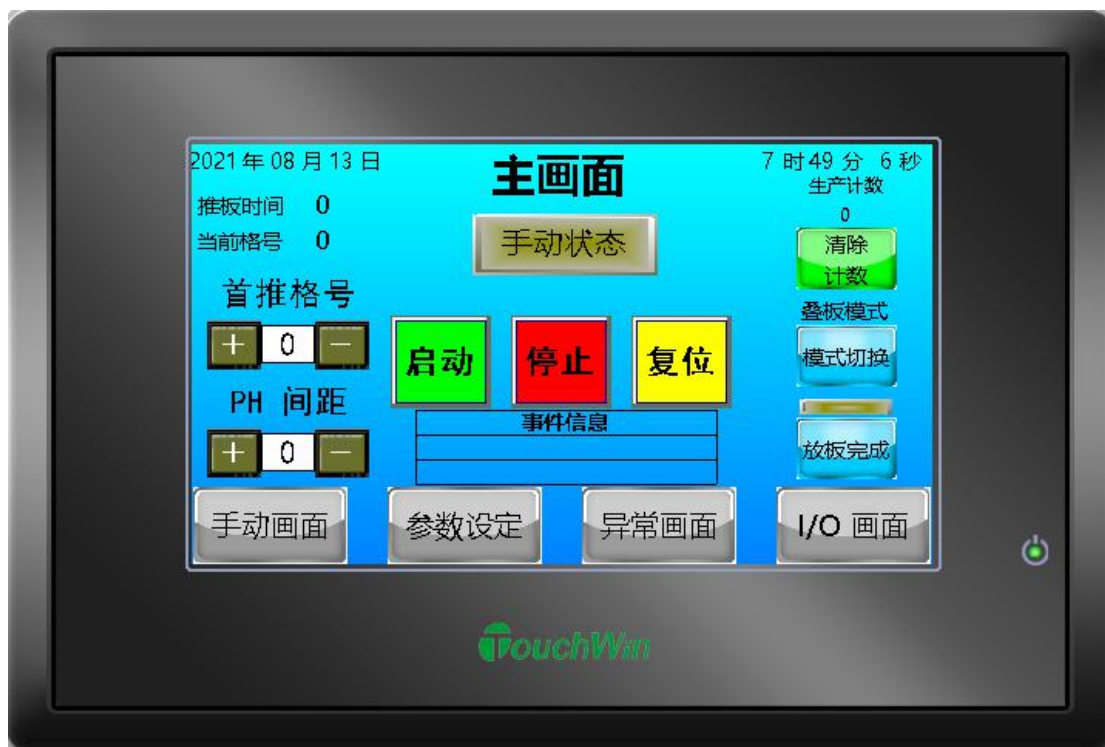 2021 年 08 月 13 日
主画面
7 时 49 分 6 秒
生产计数
0
推板时间 0
当前格号 0
手动状态
清除
计数
首推格号
+ 0 −
叠板模式
模式切换
启动
停止
复位
PH 间距
+ 0 −
事件信息
放板完成
手动画面
参数设定
异常画面
I/O 画面
TouchWin